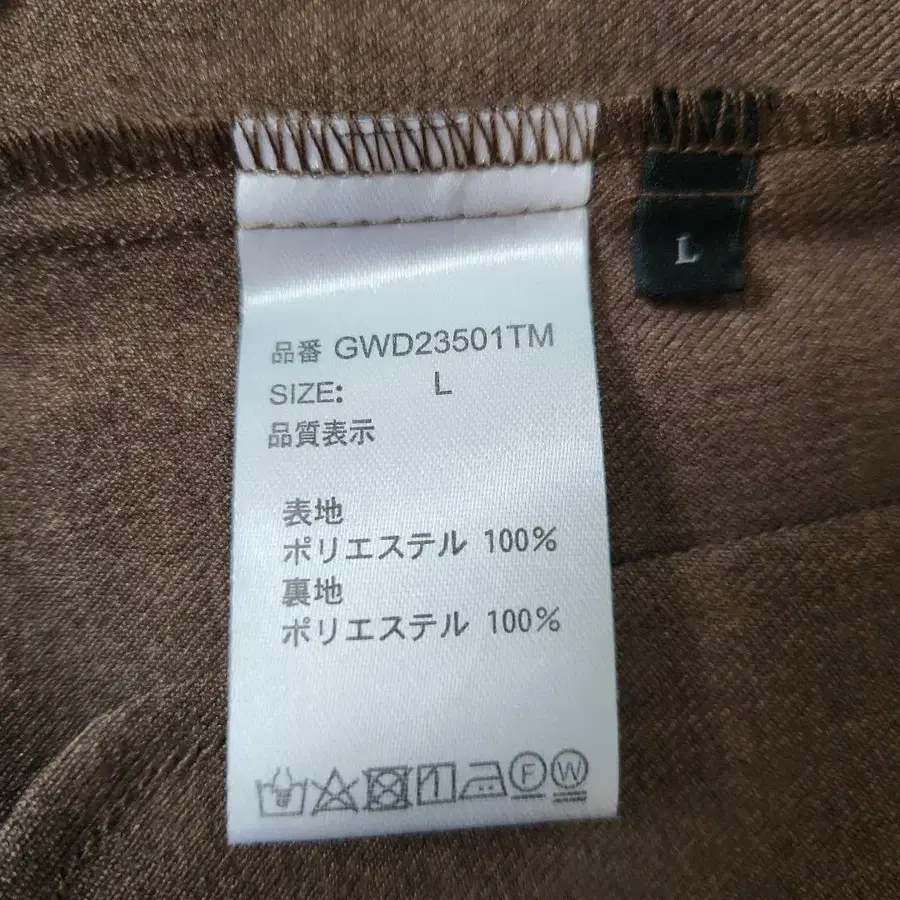 品番 GWD23501TM
SIZE: L
品質表示
表地
ポリエステル 100%
裏地
ポリエステル 100%
F W
L